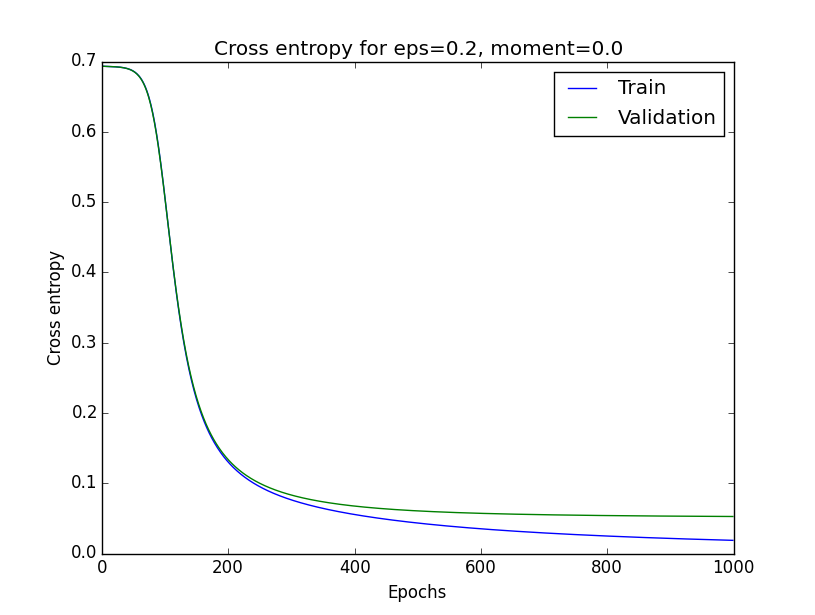 Cross entropy for eps=0.2, moment=0.0
Train
Validation
Cross entropy
0.7
0.6
0.5
0.4
0.3
0.2
0.1
0.0
0 200 400 600 800 1000
Epochs